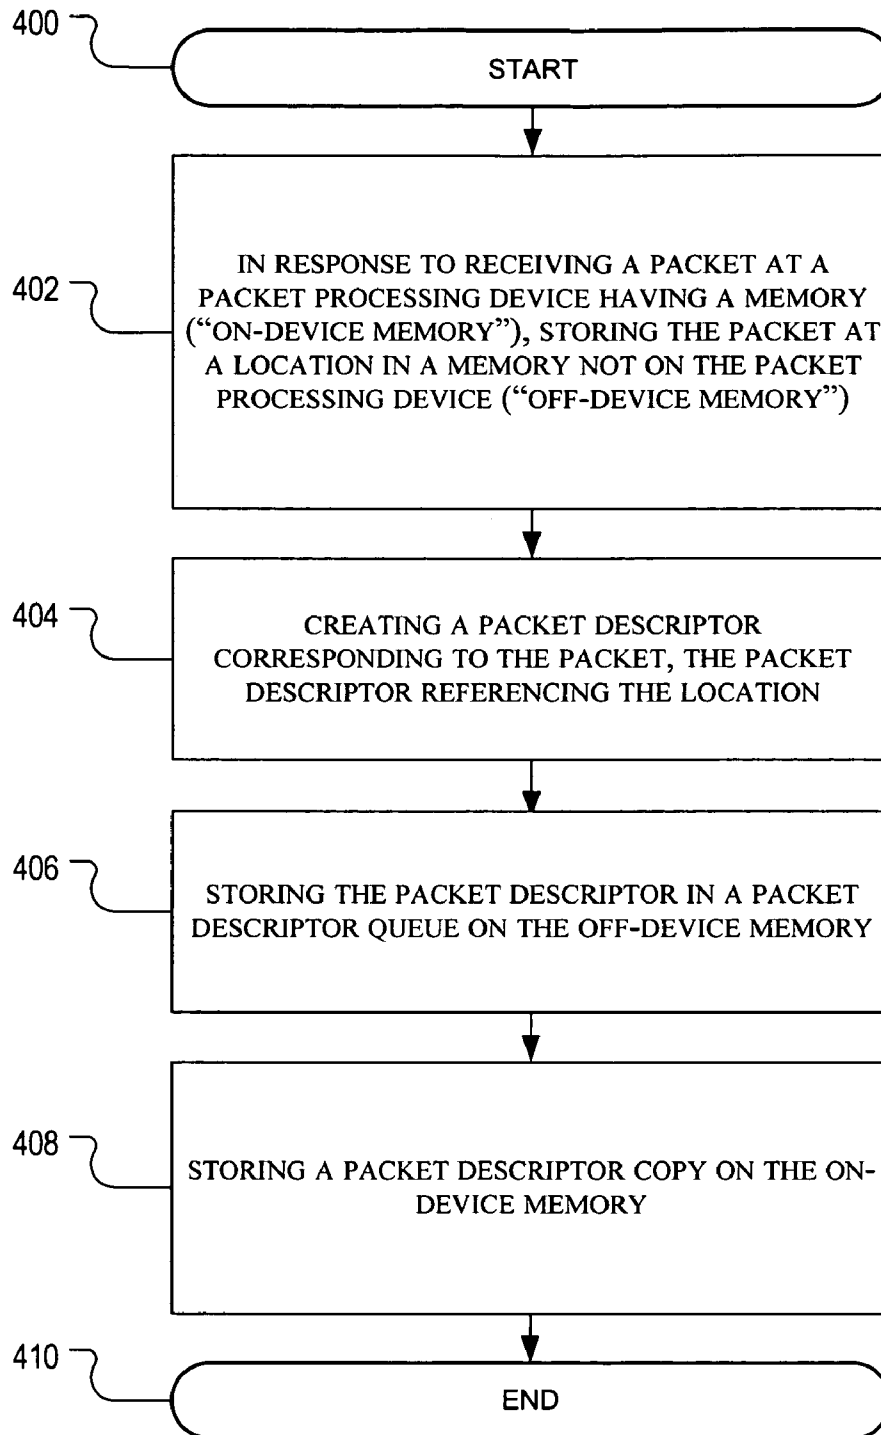 400
START
402
IN RESPONSE TO RECEIVING A PACKET AT A
PACKET PROCESSING DEVICE HAVING A MEMORY
(“ON-DEVICE MEMORY”), STORING THE PACKET AT
A LOCATION IN A MEMORY NOT ON THE PACKET
PROCESSING DEVICE (“OFF-DEVICE MEMORY”)
404
CREATING A PACKET DESCRIPTOR
CORRESPONDING TO THE PACKET, THE PACKET
DESCRIPTOR REFERENCING THE LOCATION
406
STORING THE PACKET DESCRIPTOR IN A PACKET
DESCRIPTOR QUEUE ON THE OFF-DEVICE MEMORY
408
STORING A PACKET DESCRIPTOR COPY ON THE ON-
DEVICE MEMORY
410
END